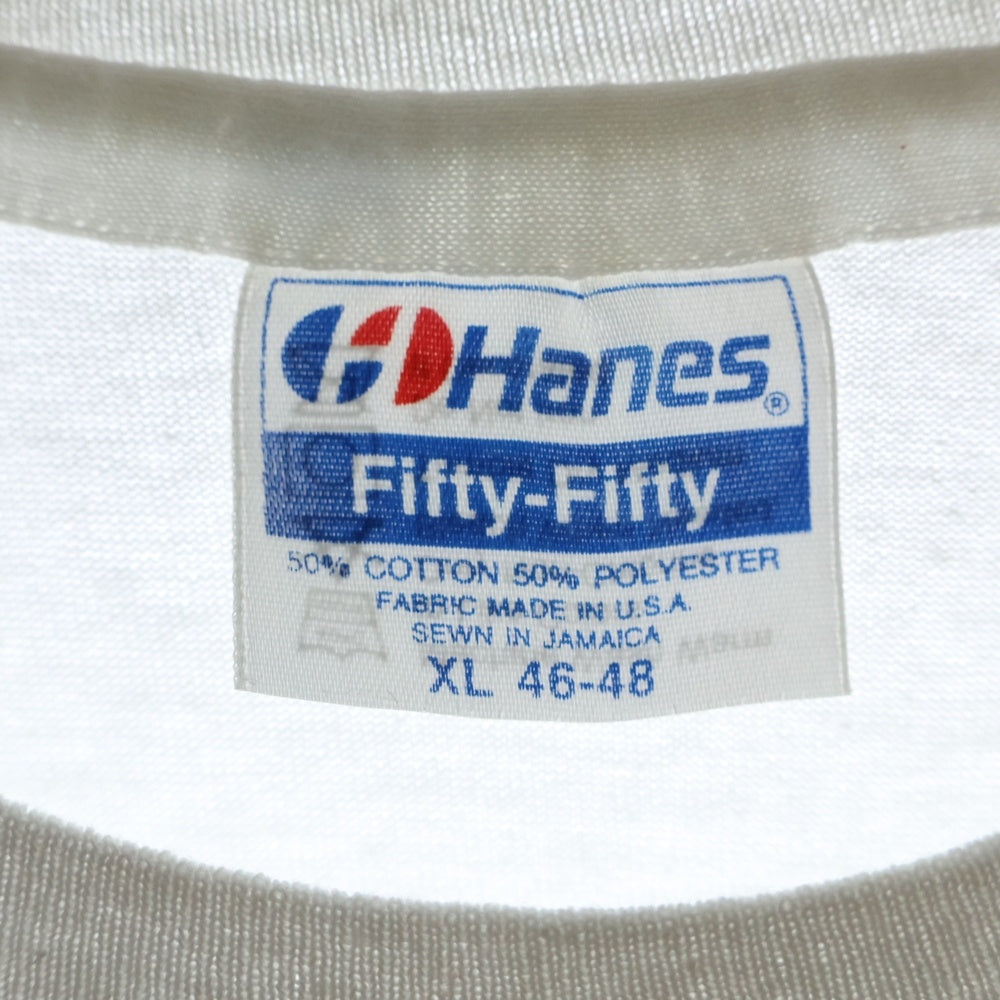 Hanes®
Fifty-Fifty
50% COTTON 50% POLYESTER
FABRIC MADE IN U.S.A.
SEWN IN JAMAICA
XL 46-48